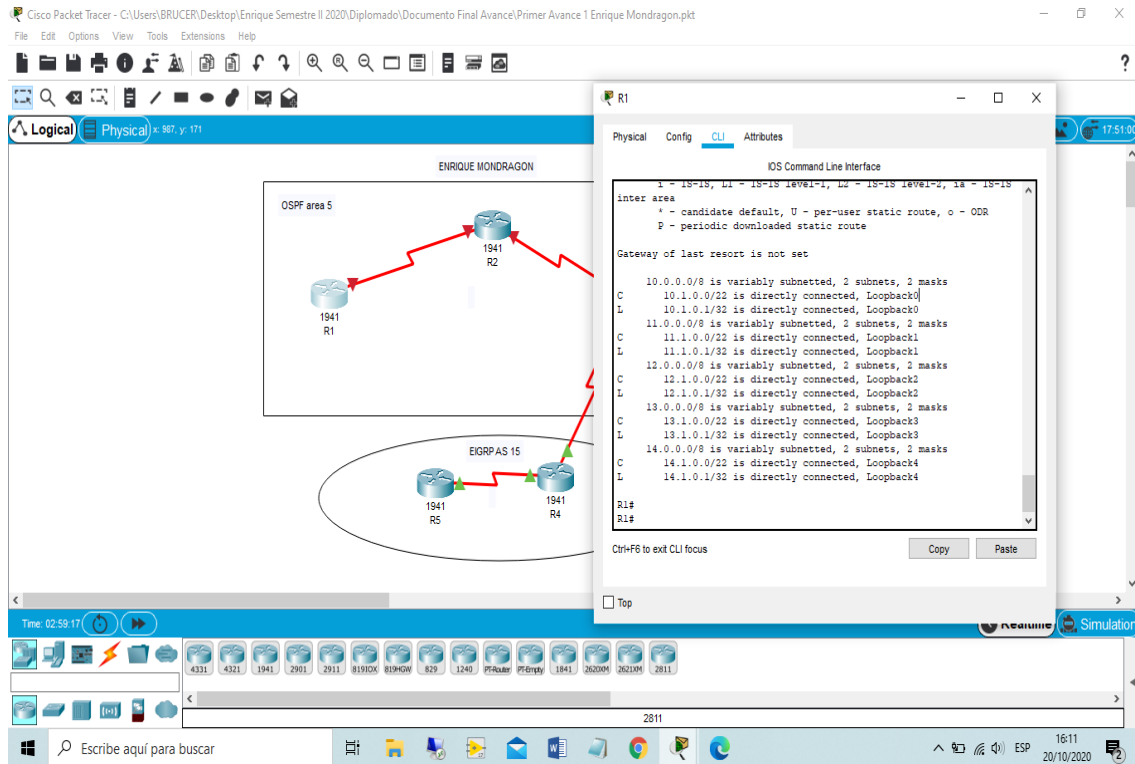 Cisco Packet Tracer - C:\Users\BRUCER\Desktop\Enrique Semestre II 2020\Diplomado\Documento Final Avance\Primer Avance 1 Enrique Mondragon.pkt
File Edit Options View Tools Extensions Help
?
Logical Physical x: 987, y: 171
17:51:00
ENRIQUE MONDRAGON
OSPF area 5
1941
R2
1941
R1
EIGRP AS 15
1941
R5
1941
R4
R1
Physical Config CLI Attributes
IOS Command Line Interface
i - IS-IS, L1 - IS-IS level-1, L2 - IS-IS level-2, ia - IS-IS
inter area
* - candidate default, U - per-user static route, o - ODR
P - periodic downloaded static route
Gateway of last resort is not set
10.0.0.0/8 is variably subnetted, 2 subnets, 2 masks
C 10.1.0.0/22 is directly connected, Loopback0
L 10.1.0.1/32 is directly connected, Loopback0
11.0.0.0/8 is variably subnetted, 2 subnets, 2 masks
C 11.1.0.0/22 is directly connected, Loopback1
L 11.1.0.1/32 is directly connected, Loopback1
12.0.0.0/8 is variably subnetted, 2 subnets, 2 masks
C 12.1.0.0/22 is directly connected, Loopback2
L 12.1.0.1/32 is directly connected, Loopback2
13.0.0.0/8 is variably subnetted, 2 subnets, 2 masks
C 13.1.0.0/22 is directly connected, Loopback3
L 13.1.0.1/32 is directly connected, Loopback3
14.0.0.0/8 is variably subnetted, 2 subnets, 2 masks
C 14.1.0.0/22 is directly connected, Loopback4
L 14.1.0.1/32 is directly connected, Loopback4
R1#
R1#
Ctrl+F6 to exit CLI focus
Copy Paste
Top
Time: 02:59:17
Realtime Simulation
4331 4321 1941 2901 2911 819IOX 819HGW 829 1240 PT-Router PT-Empty 1841 2620XM 2621XM 2811
2811
Escribe aquí para buscar
ESP
16:11
20/10/2020
2